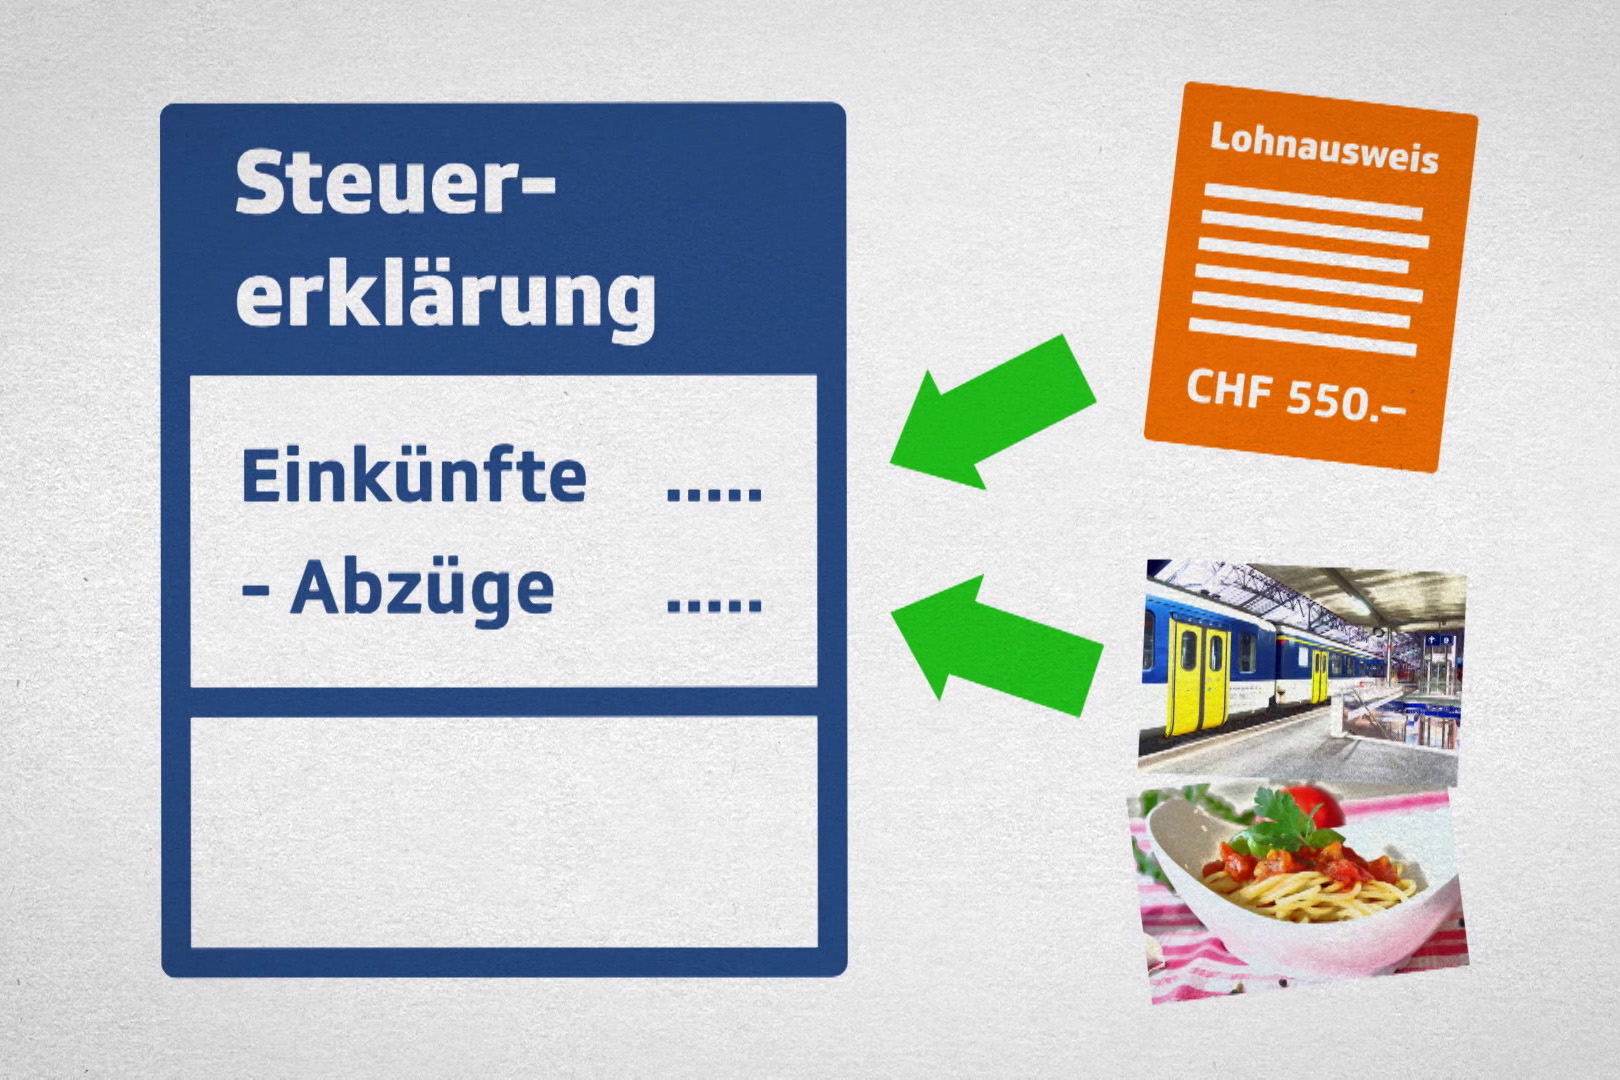 Steuer-
erklärung
Einkünfte .....
- Abzüge .....
Lohnausweis
CHF 550.–